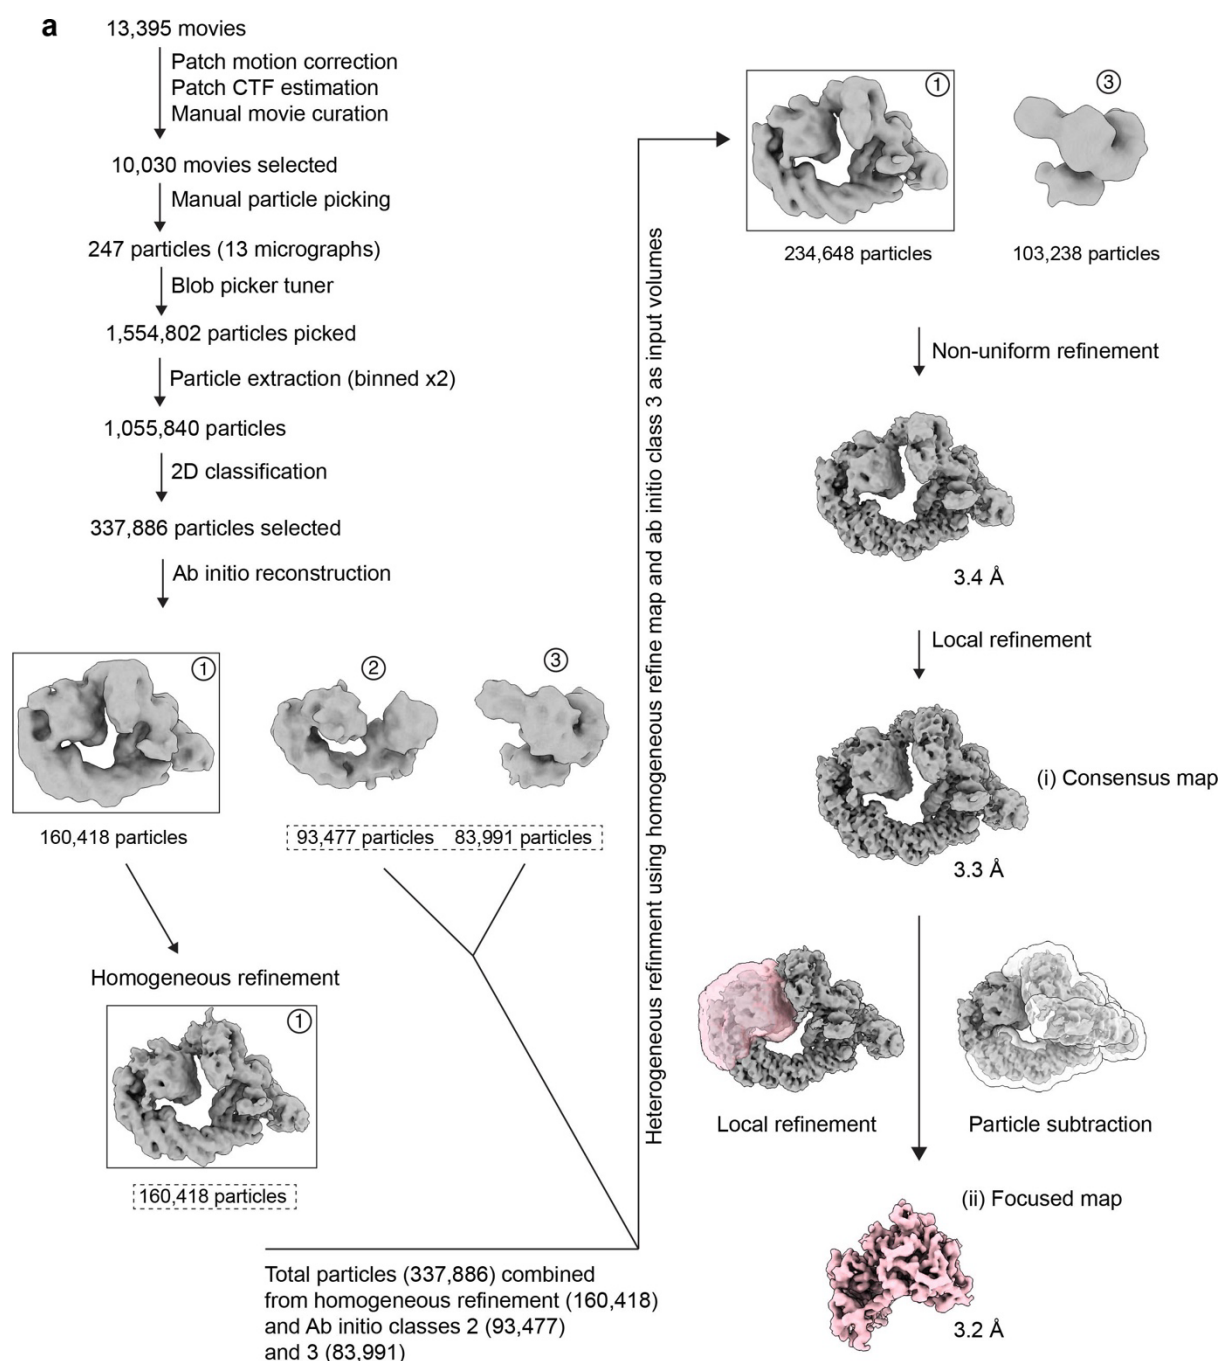 a
13,395 movies
Patch motion correction
Patch CTF estimation
Manual movie curation
10,030 movies selected
Manual particle picking
247 particles (13 micrographs)
Blob picker tuner
1,554,802 particles picked
Particle extraction (binned x2)
1,055,840 particles
2D classification
337,886 particles selected
Ab initio reconstruction
1
2
3
160,418 particles
93,477 particles
83,991 particles
Homogeneous refinement
1
160,418 particles
Total particles (337,886) combined
from homogeneous refinement (160,418)
and Ab initio classes 2 (93,477)
and 3 (83,991)
Heterogeneous refinment using homogeneous refine map and ab initio class 3 as input volumes
1
3
234,648 particles
103,238 particles
Non-uniform refinement
3.4 Å
Local refinement
(i) Consensus map
3.3 Å
Local refinement
Particle subtraction
(ii) Focused map
3.2 Å